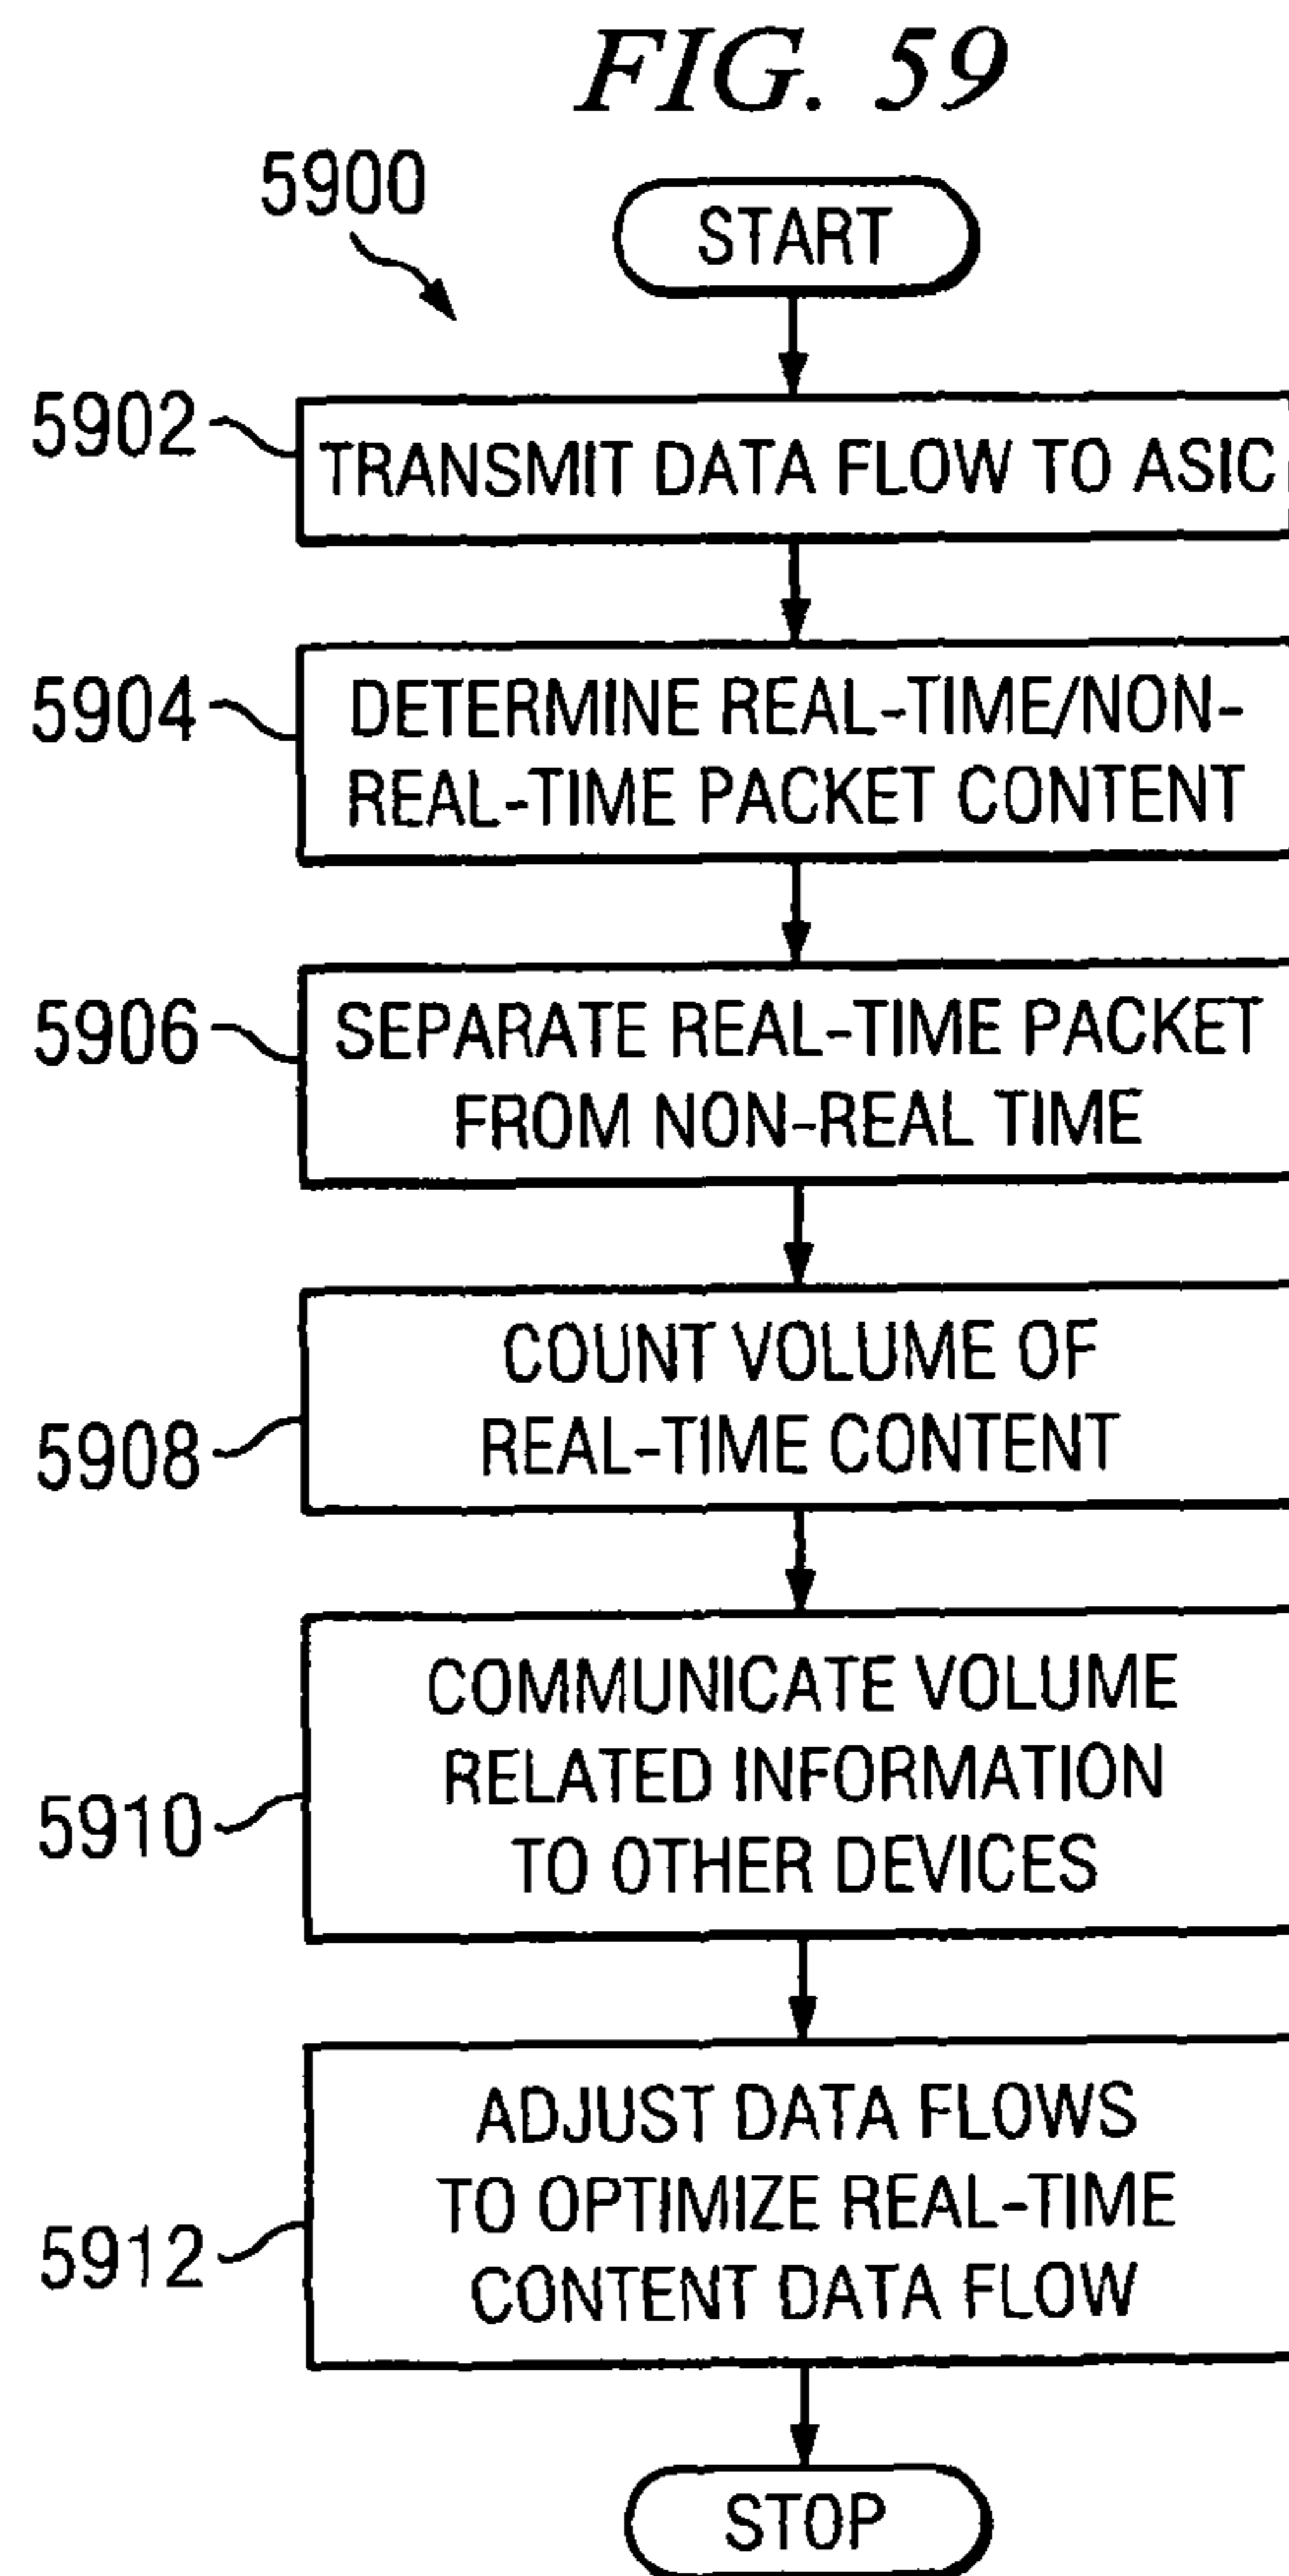 FIG. 59
5900
START
5902
TRANSMIT DATA FLOW TO ASIC
5904
DETERMINE REAL-TIME/NON-
REAL-TIME PACKET CONTENT
5906
SEPARATE REAL-TIME PACKET
FROM NON-REAL TIME
5908
COUNT VOLUME OF
REAL-TIME CONTENT
5910
COMMUNICATE VOLUME
RELATED INFORMATION
TO OTHER DEVICES
5912
ADJUST DATA FLOWS
TO OPTIMIZE REAL-TIME
CONTENT DATA FLOW
STOP